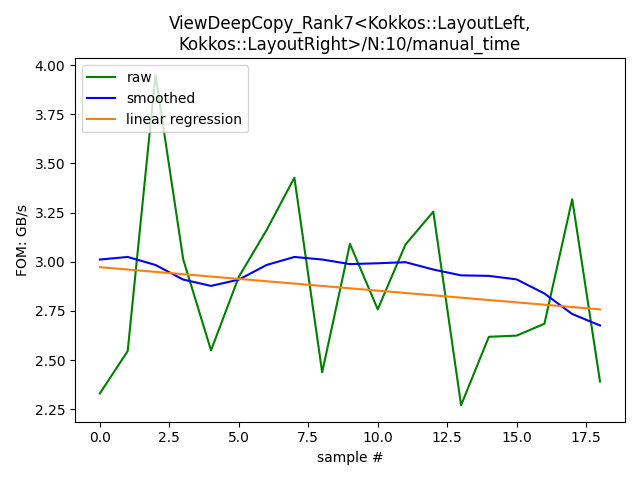 ViewDeepCopy_Rank7<Kokkos::LayoutLeft,
Kokkos::LayoutRight>/N:10/manual_time
raw
smoothed
linear regression
FOM: GB/s
4.00
3.75
3.50
3.25
3.00
2.75
2.50
2.25
0.0 2.5 5.0 7.5 10.0 12.5 15.0 17.5
sample #